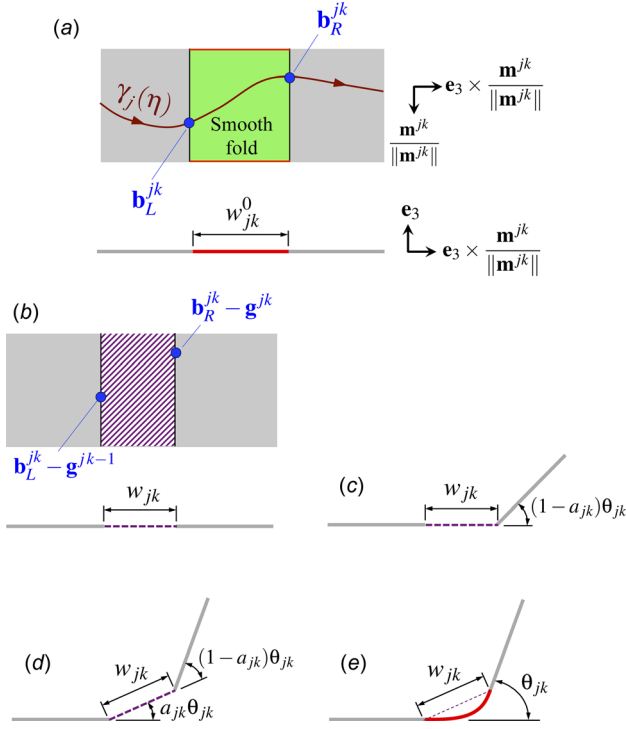 (a)
b_R^{jk}
γ_j(η)
Smooth
fold
b_L^{jk}
e_3 × m^{jk} / ‖m^{jk}‖
m^{jk} / ‖m^{jk}‖
w_{jk}^0
e_3
e_3 × m^{jk} / ‖m^{jk}‖
(b)
b_R^{jk} − g^{jk}
b_L^{jk} − g^{jk−1}
w_{jk}
(c)
w_{jk}
(1−a_{jk})θ_{jk}
(d)
w_{jk}
(1−a_{jk})θ_{jk}
a_{jk}θ_{jk}
(e)
w_{jk}
θ_{jk}